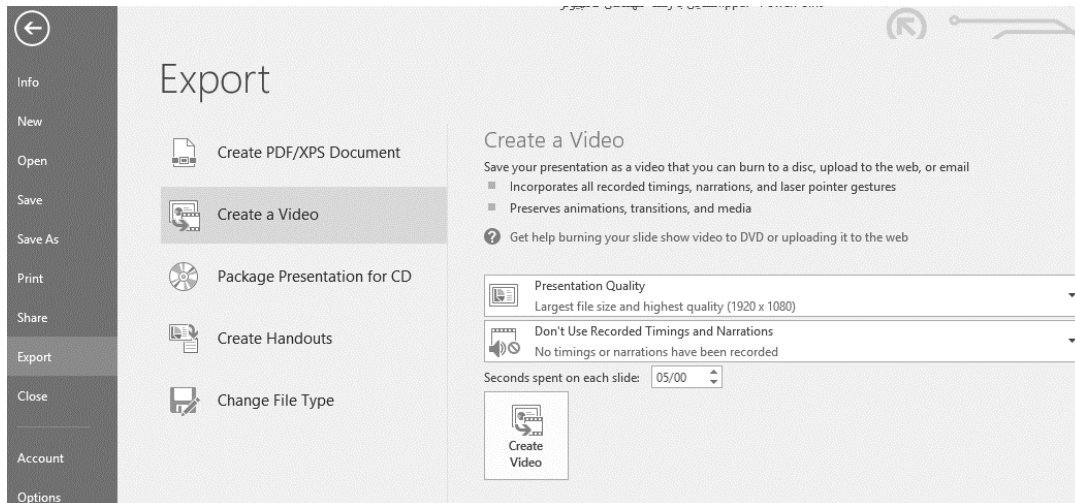 Info
New
Open
Save
Save As
Print
Share
Export
Close
Account
Options
Export
Create PDF/XPS Document
Create a Video
Package Presentation for CD
Create Handouts
Change File Type
Create a Video
Save your presentation as a video that you can burn to a disc, upload to the web, or email
Incorporates all recorded timings, narrations, and laser pointer gestures
Preserves animations, transitions, and media
Get help burning your slide show video to DVD or uploading it to the web
Presentation Quality
Largest file size and highest quality (1920 x 1080)
Don't Use Recorded Timings and Narrations
No timings or narrations have been recorded
Seconds spent on each slide: 05/00
Create
Video